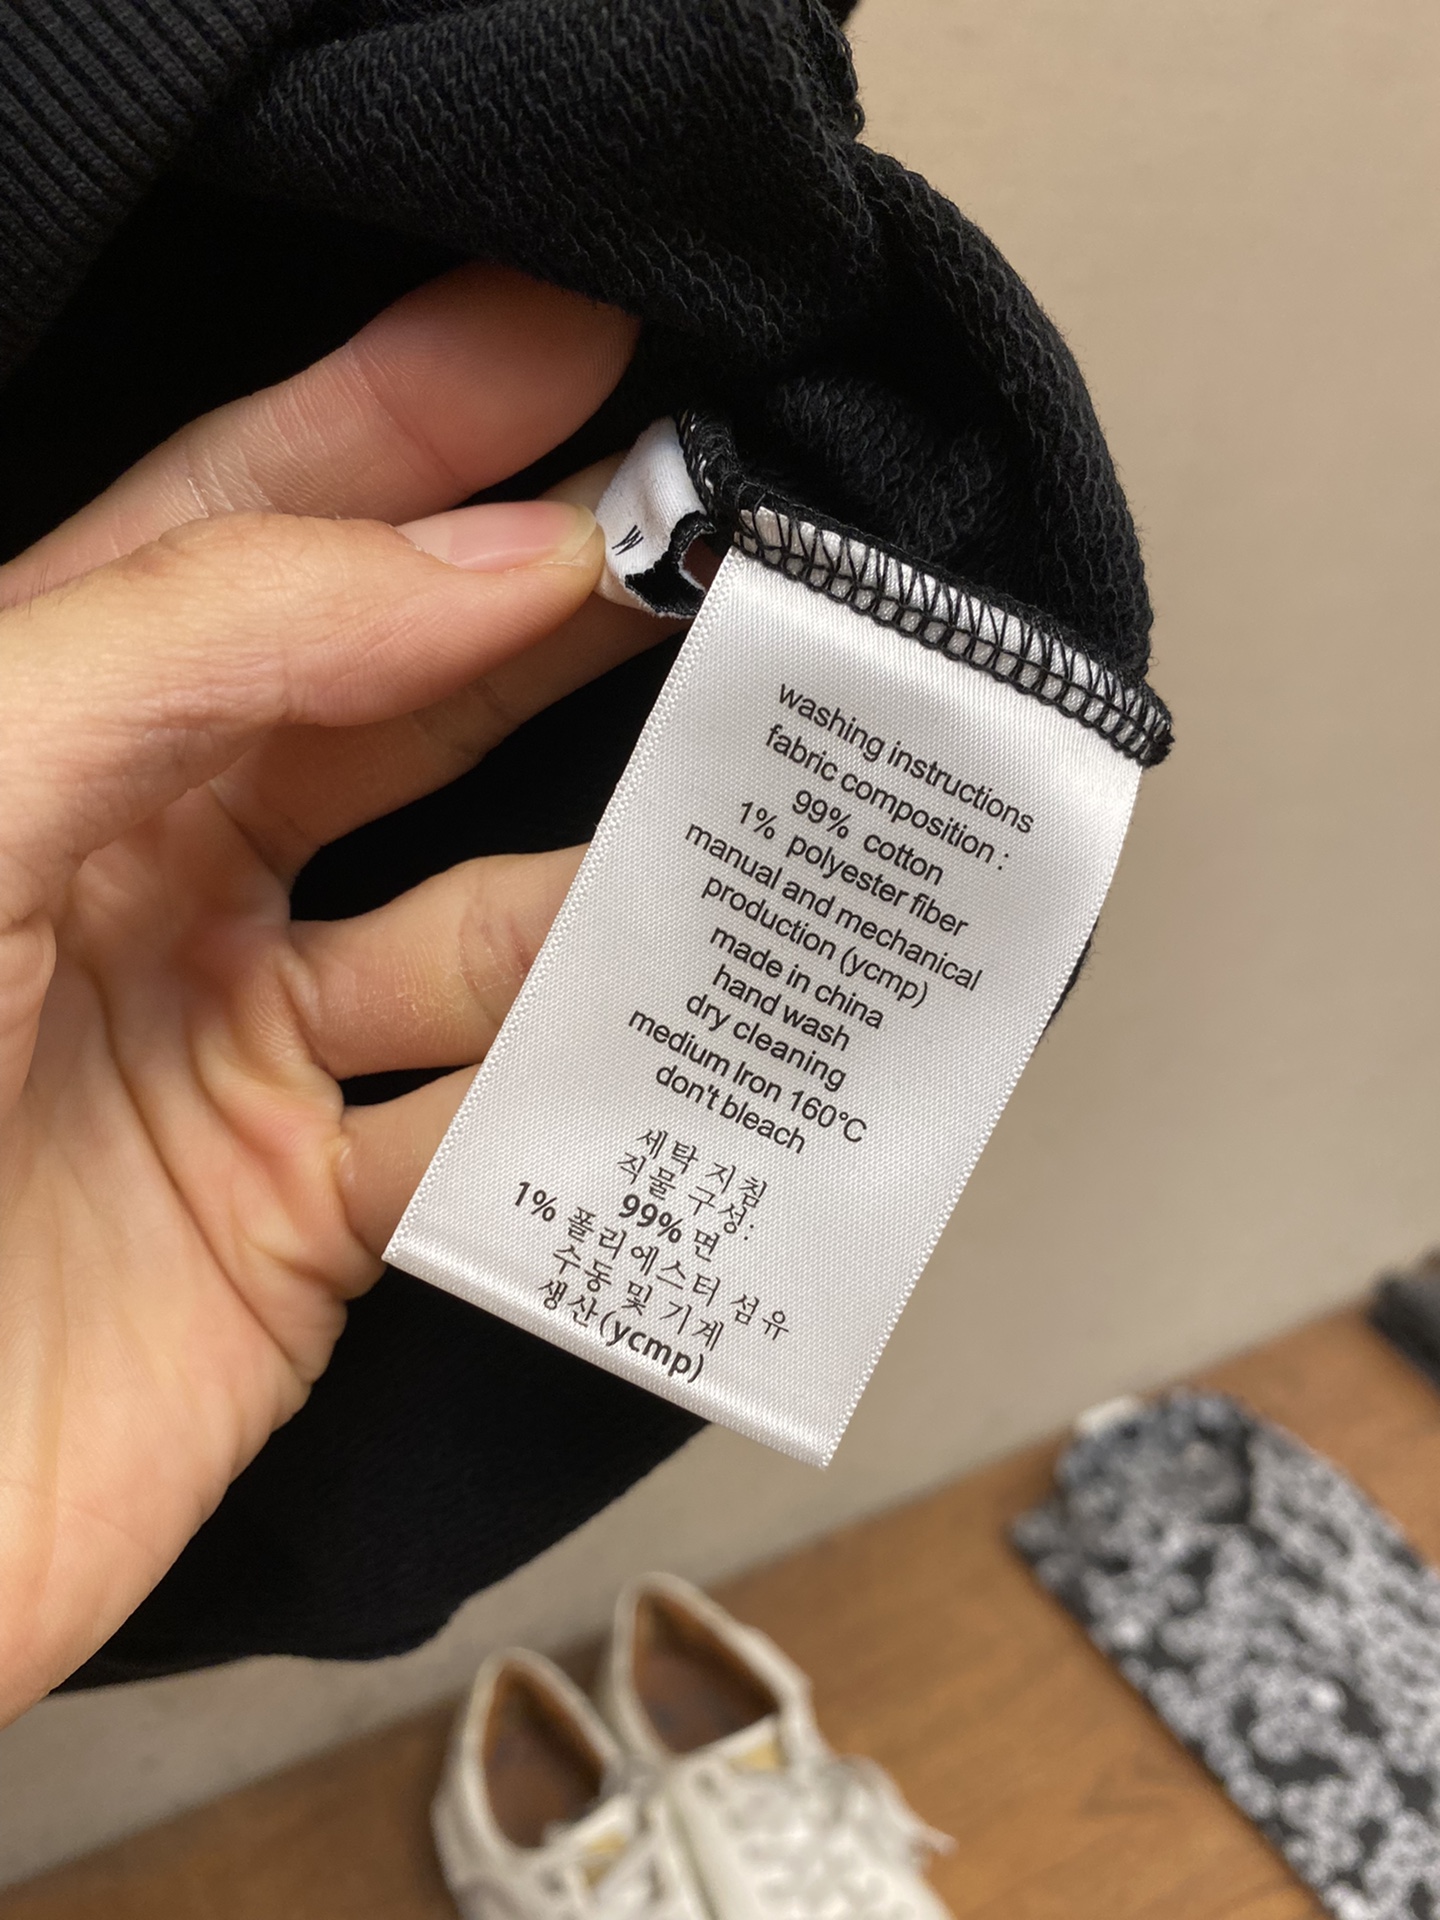 washing instructions
fabric composition :
99% cotton
1% polyester fiber
manual and mechanical
production (ycmp)
made in china
hand wash
dry cleaning
medium Iron 160°C
don't bleach
세탁 지침
직물 구성:
99% 면
1% 폴리에스터 섬유
수동 및 기계
생산(ycmp)